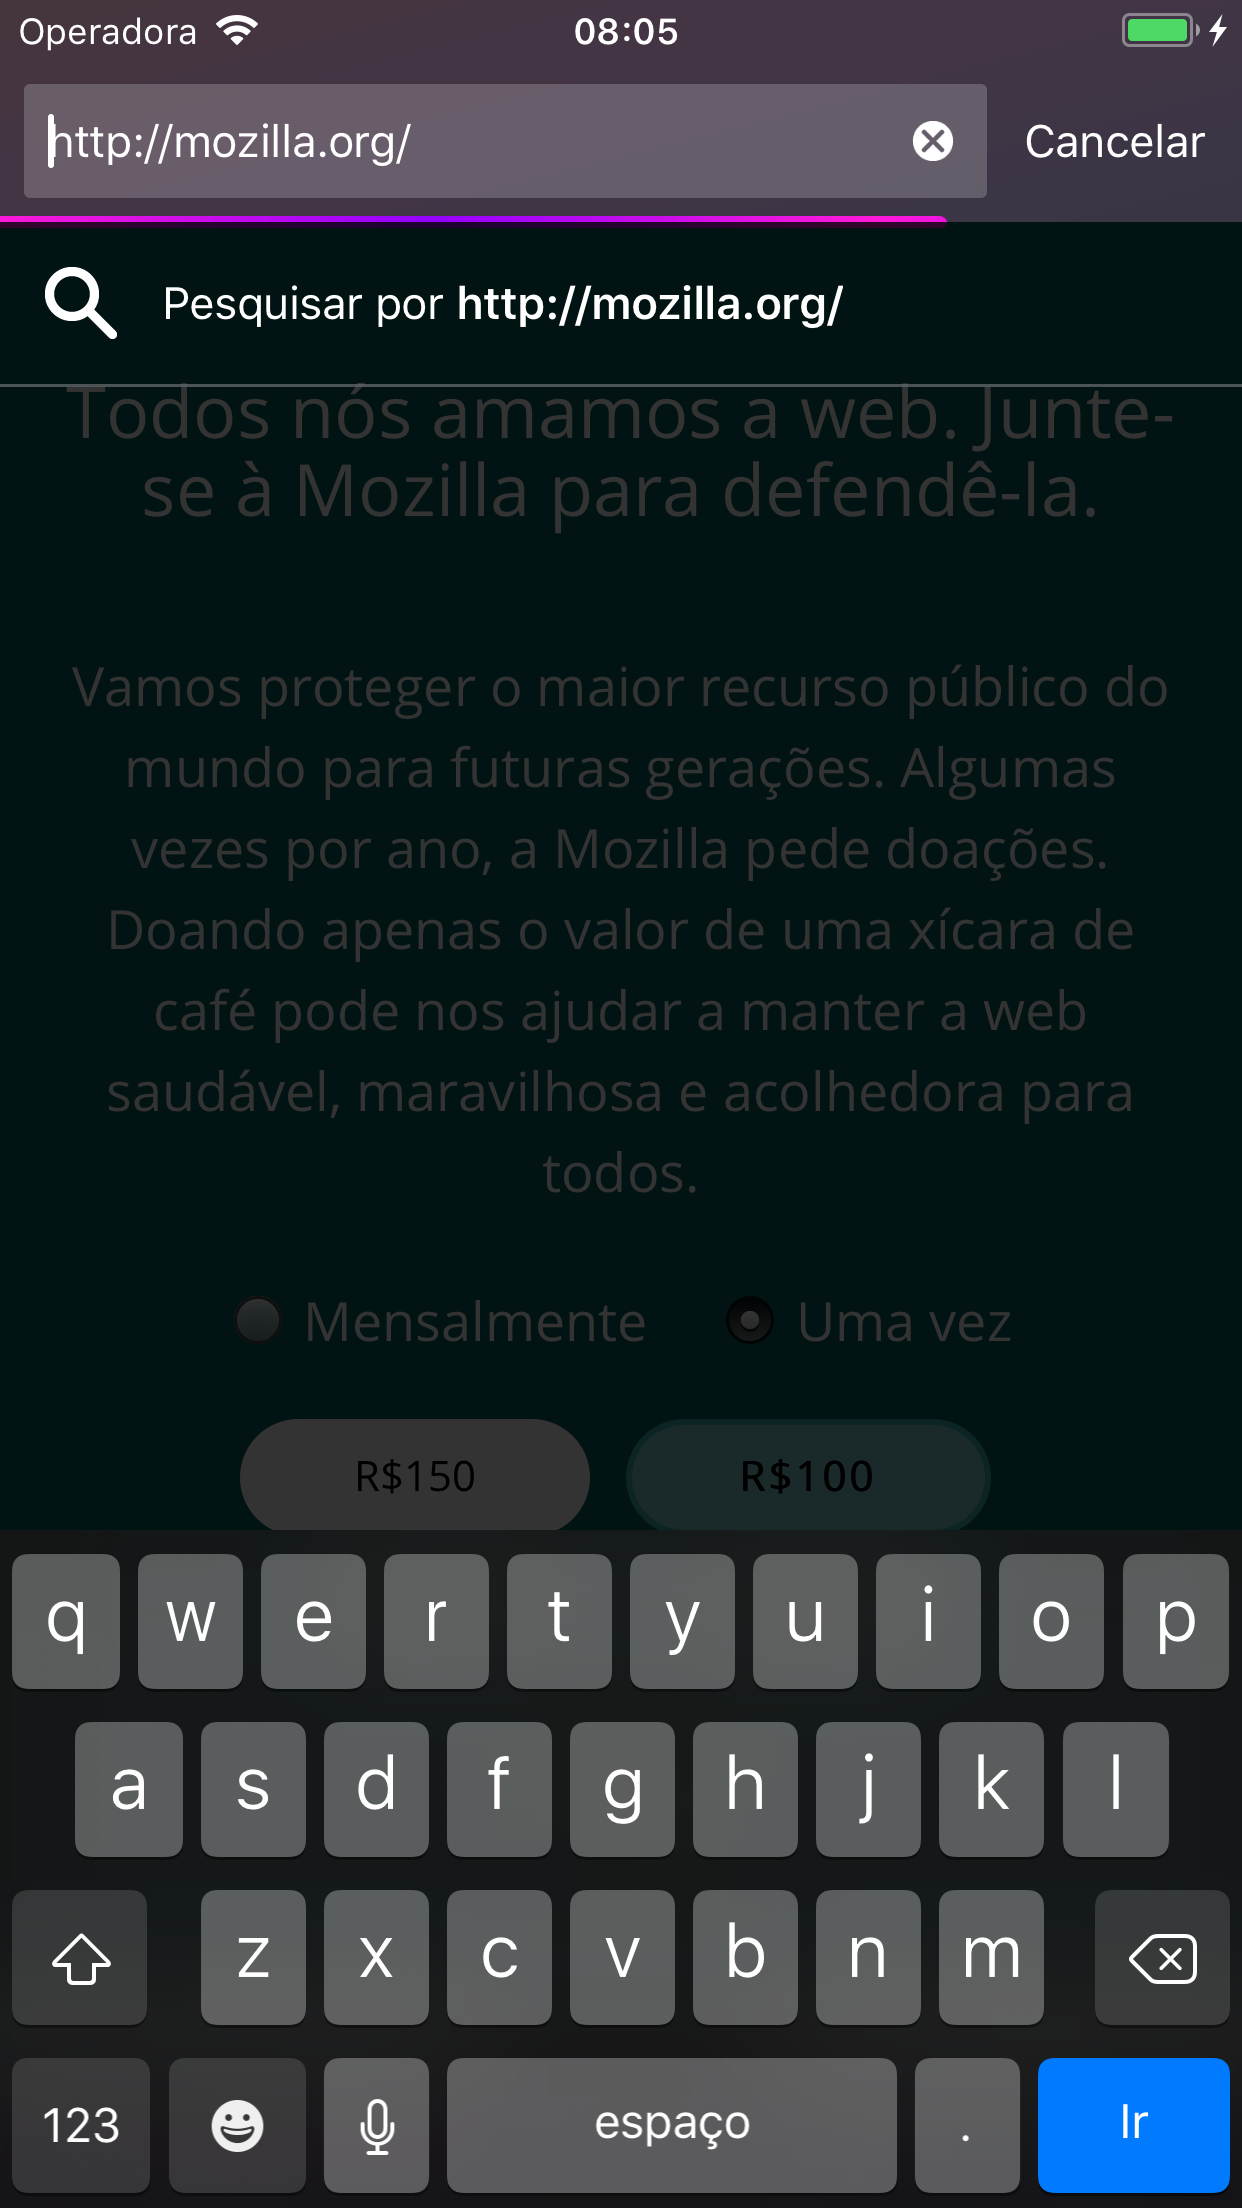 Operadora 08:05
http://mozilla.org/ Cancelar
Pesquisar por http://mozilla.org/
Todos nós amamos a web. Junte-
se à Mozilla para defendê-la.
Vamos proteger o maior recurso público do
mundo para futuras gerações. Algumas
vezes por ano, a Mozilla pede doações.
Doando apenas o valor de uma xícara de
café pode nos ajudar a manter a web
saudável, maravilhosa e acolhedora para
todos.
Mensalmente Uma vez
R$150 R$100
q w e r t y u i o p
a s d f g h j k l
z x c v b n m
123 espaço . Ir